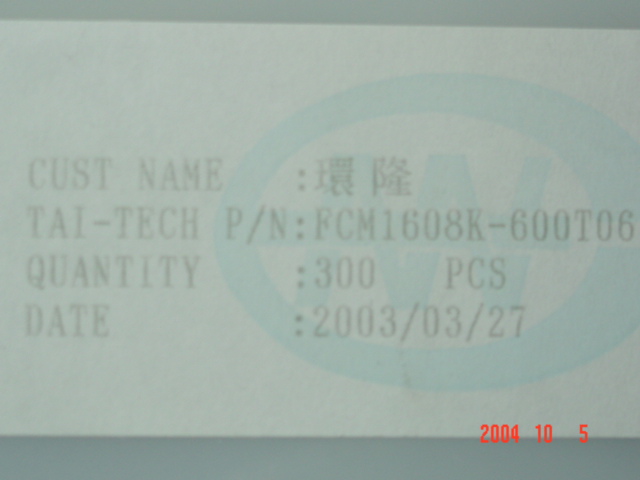 CUST NAME :環隆
TAI-TECH P/N:FCM1608K-600T06
QUANTITY :300 PCS
DATE :2003/03/27
2004 10 5